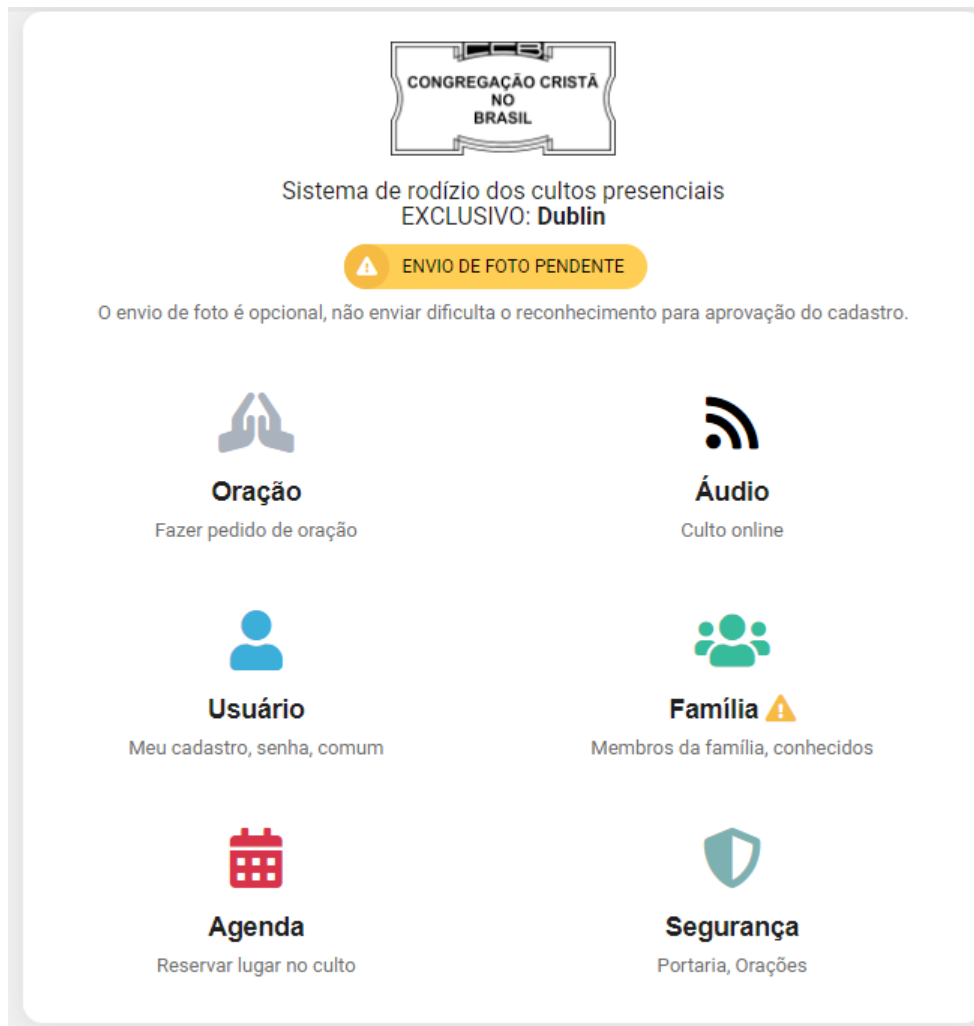 CCB
CONGREGAÇÃO CRISTÃ
NO
BRASIL
Sistema de rodízio dos cultos presenciais
EXCLUSIVO: Dublin
ENVIO DE FOTO PENDENTE
O envio de foto é opcional, não enviar dificulta o reconhecimento para aprovação do cadastro.
Oração
Fazer pedido de oração
Áudio
Culto online
Usuário
Meu cadastro, senha, comum
Família
Membros da família, conhecidos
Agenda
Reservar lugar no culto
Segurança
Portaria, Orações